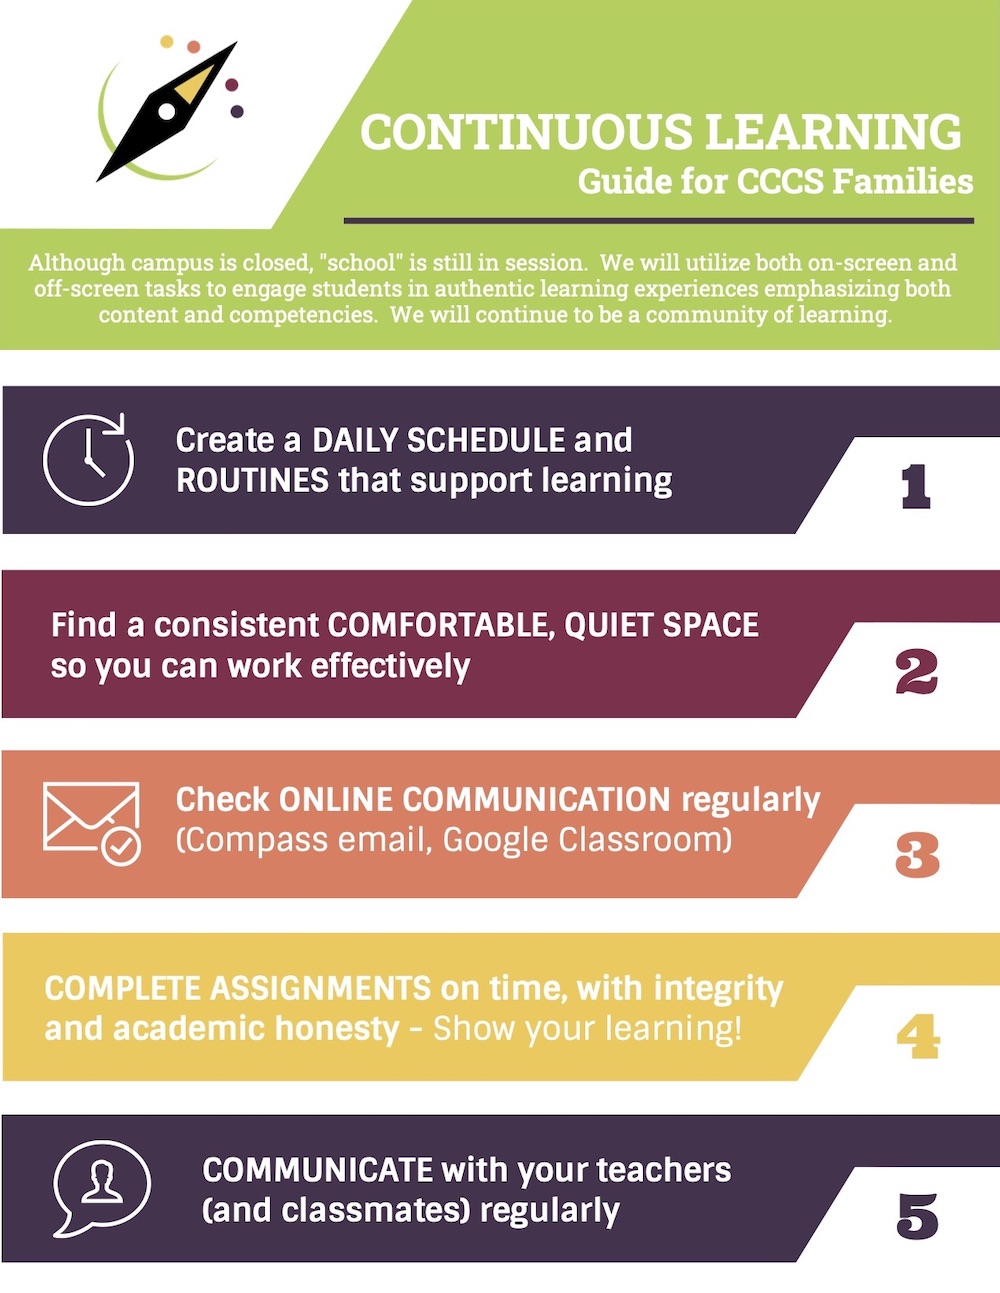 CONTINUOUS LEARNING
Guide for CCCS Families
Although campus is closed, "school" is still in session.  We will utilize both on-screen and
off-screen tasks to engage students in authentic learning experiences emphasizing both
content and competencies.  We will continue to be a community of learning.
Create a DAILY SCHEDULE and
ROUTINES that support learning
1
Find a consistent COMFORTABLE, QUIET SPACE
so you can work effectively
2
Check ONLINE COMMUNICATION regularly
(Compass email, Google Classroom)
3
COMPLETE ASSIGNMENTS on time, with integrity
and academic honesty - Show your learning!
4
COMMUNICATE with your teachers
(and classmates) regularly
5